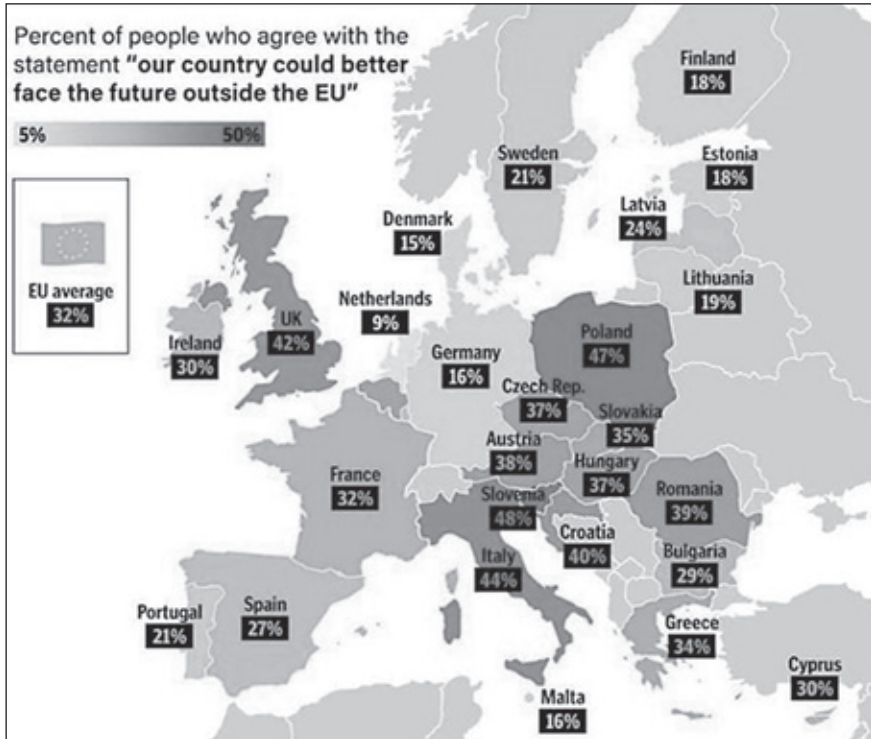 Percent of people who agree with the
statement “our country could better
face the future outside the EU”
5% 50%
EU average
32%
Finland
18%
Sweden
21%
Estonia
18%
Latvia
24%
Denmark
15%
Lithuania
19%
Netherlands
9%
UK
42%
Ireland
30%
Germany
16%
Poland
47%
Czech Rep.
37%
Slovakia
35%
Austria
38%
Hungary
37%
France
32%
Slovenia
48%
Romania
39%
Croatia
40%
Italy
44%
Bulgaria
29%
Portugal
21%
Spain
27%
Greece
34%
Cyprus
30%
Malta
16%